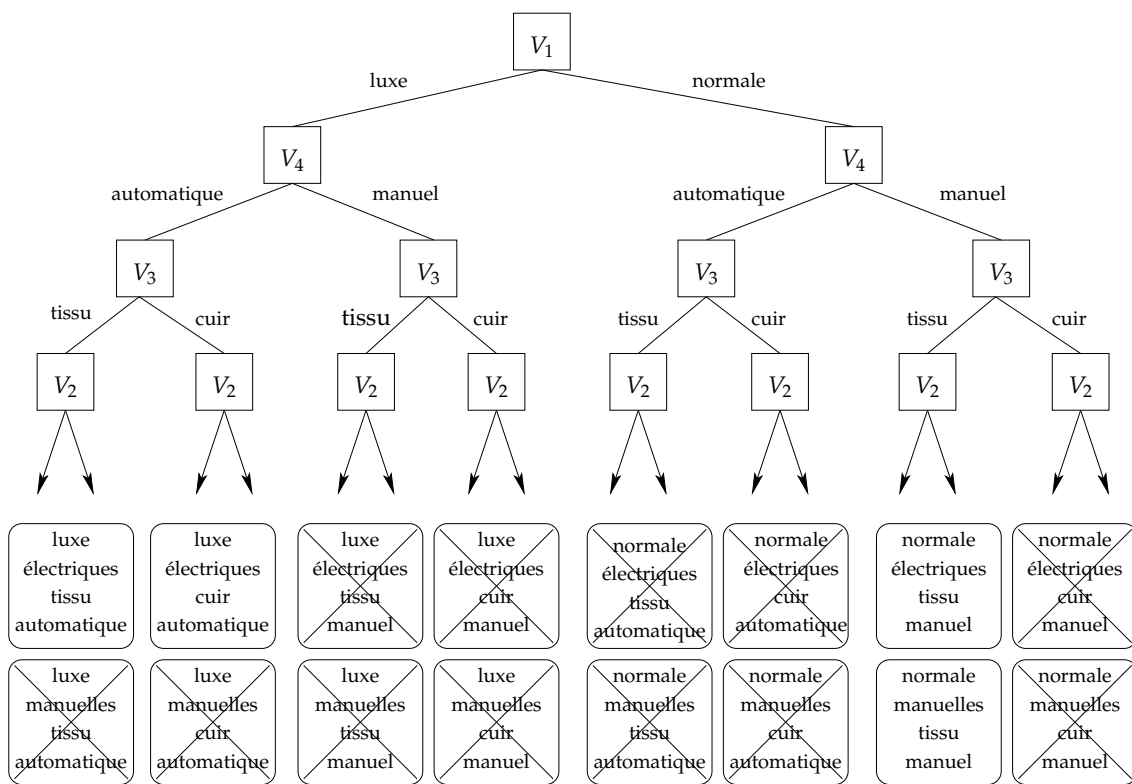 V1
luxe
normale
V4
V4
automatique
manuel
automatique
manuel
V3
V3
V3
V3
tissu
cuir
tissu
cuir
tissu
cuir
tissu
cuir
V2
V2
V2
V2
V2
V2
V2
V2
luxe
électriques
tissu
automatique
luxe
électriques
cuir
automatique
luxe
électriques
tissu
manuel
luxe
électriques
cuir
manuel
normale
électriques
tissu
automatique
normale
électriques
cuir
automatique
normale
électriques
tissu
manuel
normale
électriques
cuir
manuel
luxe
manuelles
tissu
automatique
luxe
manuelles
cuir
automatique
luxe
manuelles
tissu
manuel
luxe
manuelles
cuir
manuel
normale
manuelles
tissu
automatique
normale
manuelles
cuir
automatique
normale
manuelles
tissu
manuel
normale
manuelles
cuir
manuel